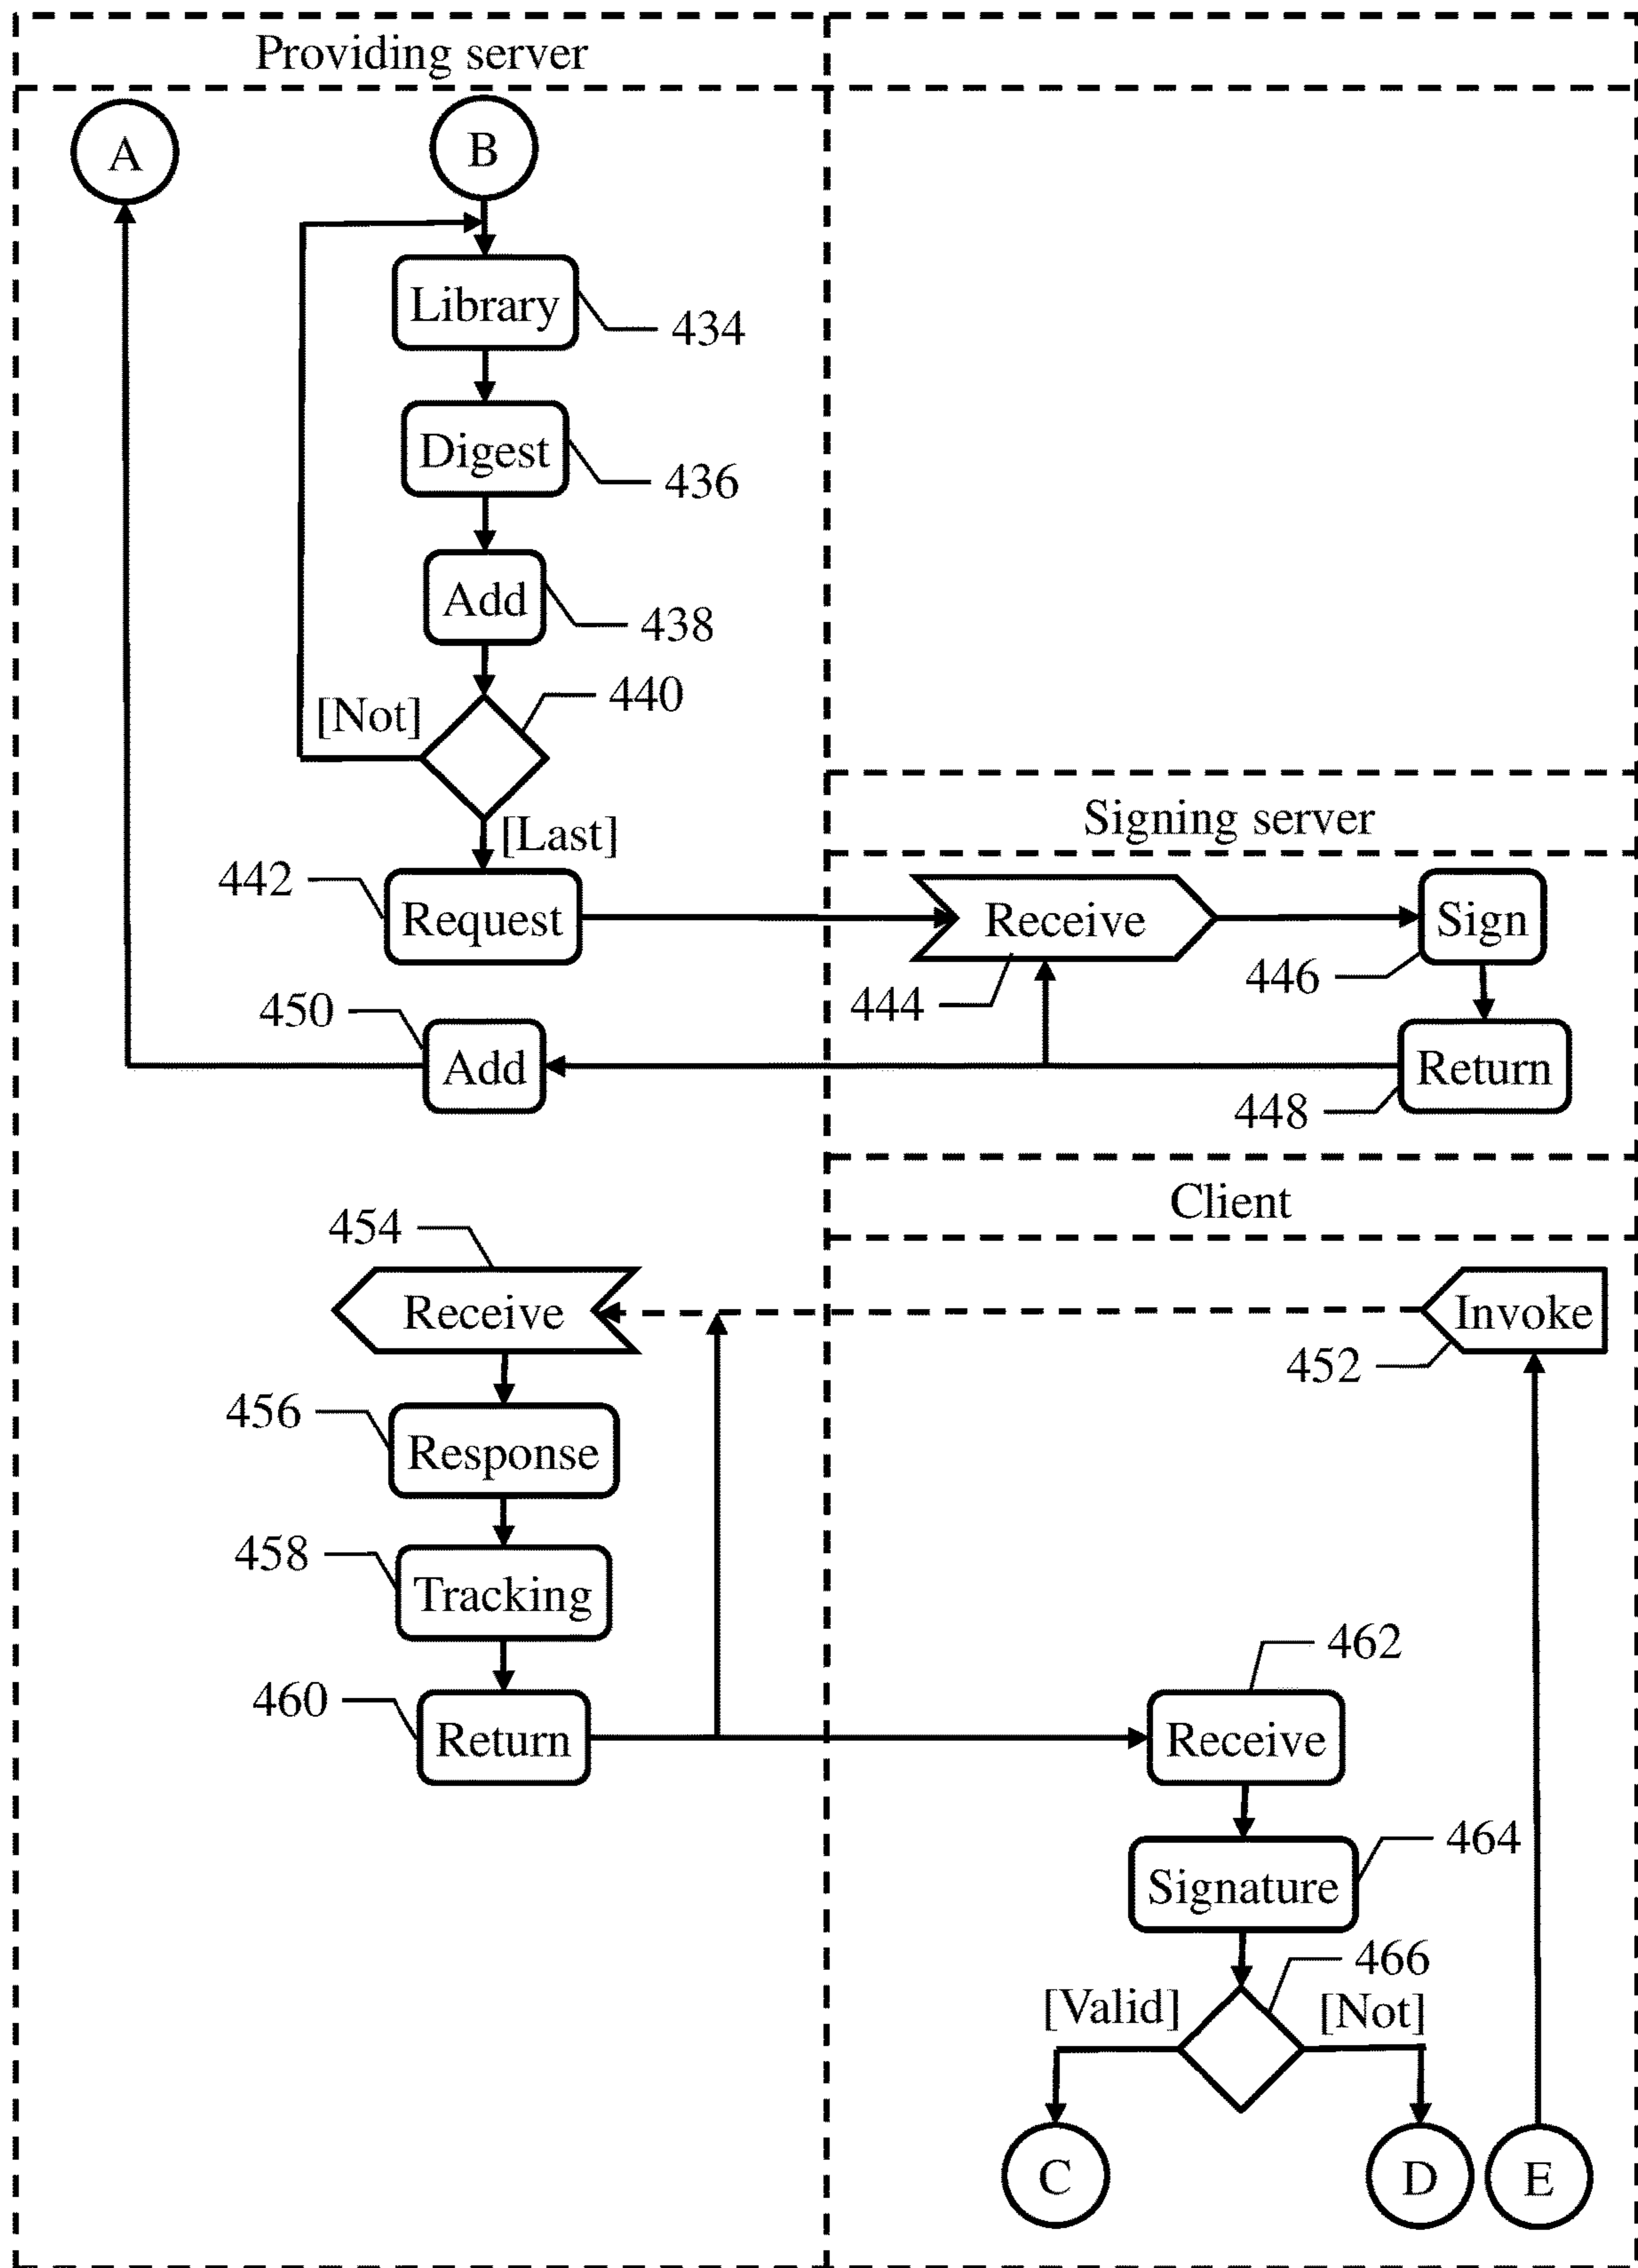 Providing server
A
B
Library
434
Digest
436
Add
438
440
[Not]
[Last]
Signing server
442
Request
Receive
Sign
444
446
450
Add
Return
448
Client
454
Receive
Invoke
452
456
Response
458
Tracking
462
460
Return
Receive
464
Signature
466
[Valid]
[Not]
C
D
E